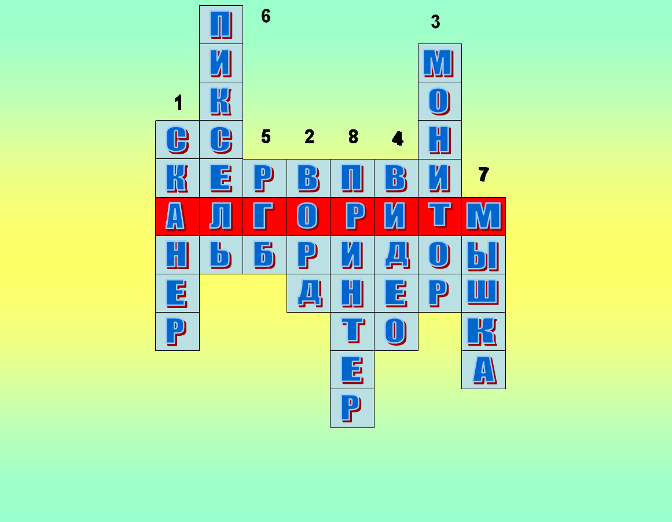 П 6 3
И М
1 К О
С С 5 2 8 4 Н
К Е Р В П В И 7
А Л Г О Р И Т М
Н Ь Б Р И Д О Ы
Е Д Н Е Р Ш
Р Т О К
Е А
Р